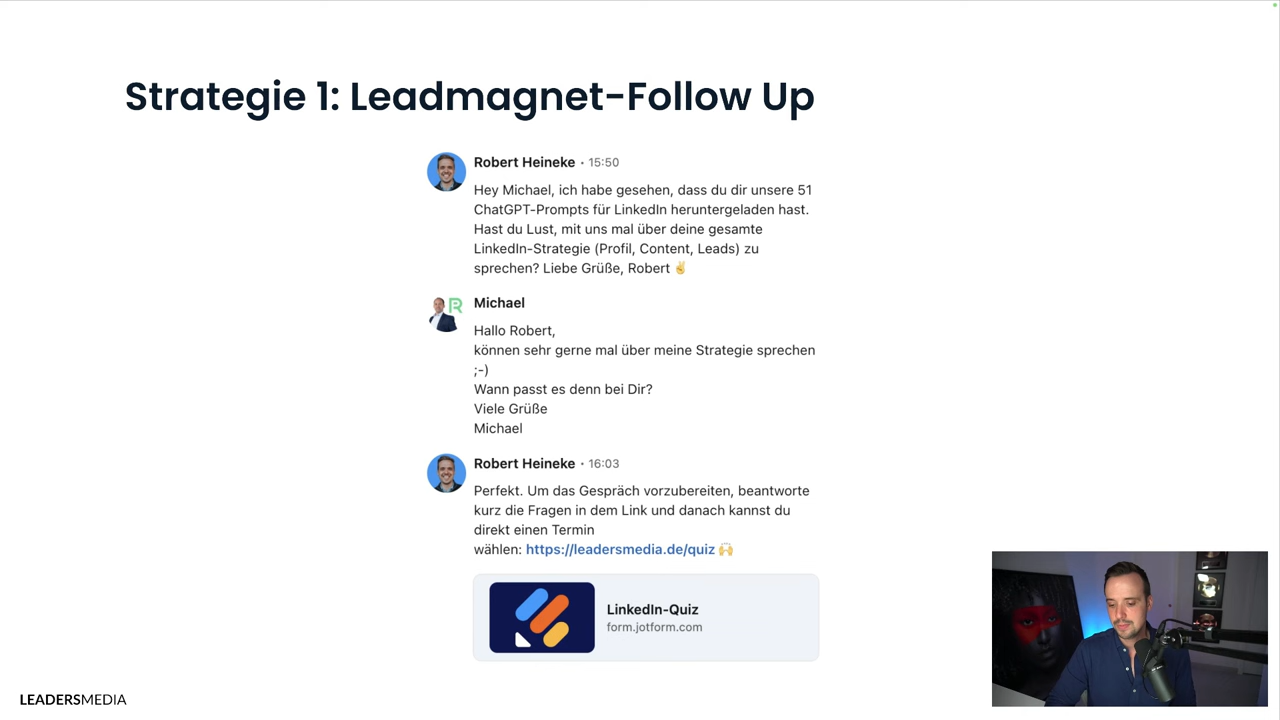 Strategie 1: Leadmagnet-Follow Up
Robert Heineke • 15:50
Hey Michael, ich habe gesehen, dass du dir unsere 51
ChatGPT-Prompts für LinkedIn heruntergeladen hast.
Hast du Lust, mit uns mal über deine gesamte
LinkedIn-Strategie (Profil, Content, Leads) zu
sprechen? Liebe Grüße, Robert ✌️
R
Michael
Hallo Robert,
können sehr gerne mal über meine Strategie sprechen
;-)
Wann passt es denn bei Dir?
Viele Grüße
Michael
Robert Heineke • 16:03
Perfekt. Um das Gespräch vorzubereiten, beantworte
kurz die Fragen in dem Link und danach kannst du
direkt einen Termin
wählen: https://leadersmedia.de/quiz 🙌
LinkedIn-Quiz
form.jotform.com
LEADERSMEDIA